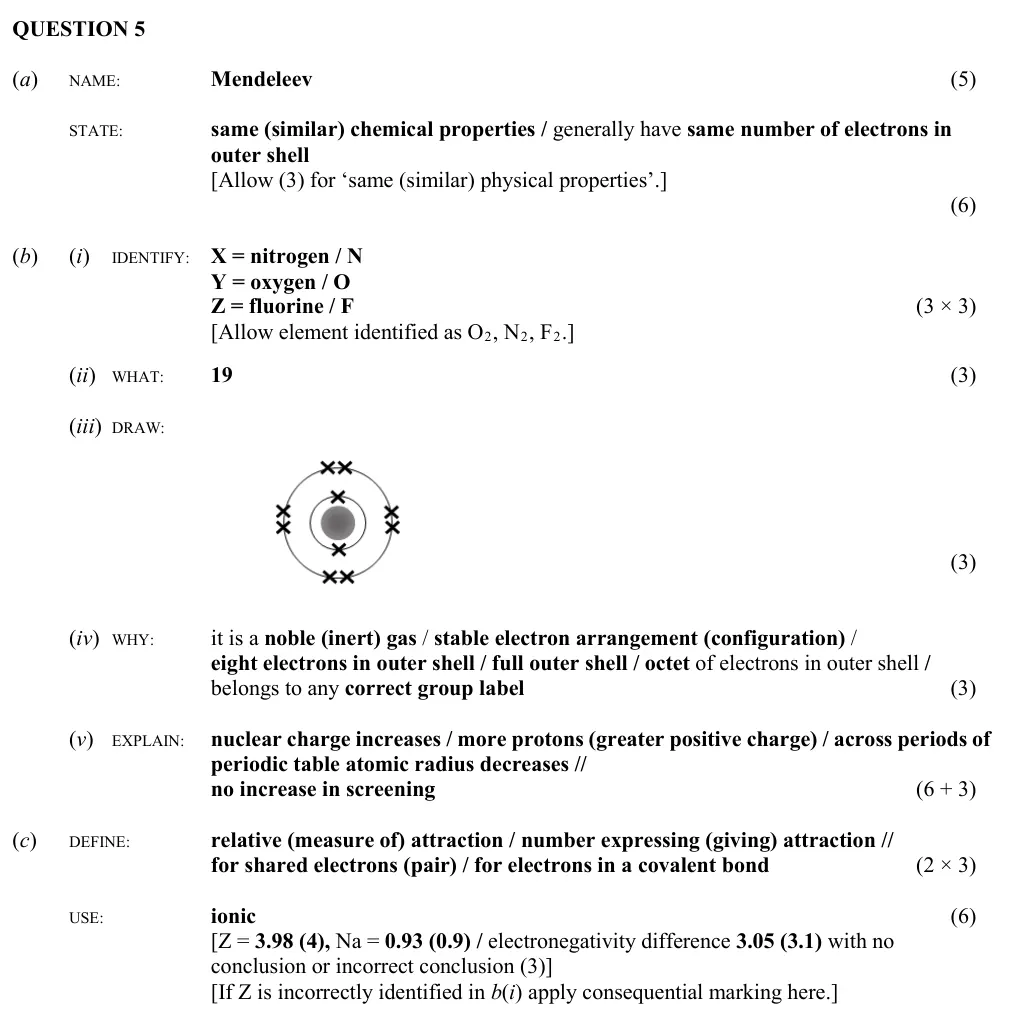 QUESTION 5
(a) NAME: Mendeleev (5)
STATE: same (similar) chemical properties / generally have same number of electrons in
outer shell
[Allow (3) for ‘same (similar) physical properties’.]
(6)
(b) (i) IDENTIFY: X = nitrogen / N
Y = oxygen / O
Z = fluorine / F (3 × 3)
[Allow element identified as O₂, N₂, F₂.]
(ii) WHAT: 19 (3)
(iii) DRAW:
(3)
(iv) WHY: it is a noble (inert) gas / stable electron arrangement (configuration) /
eight electrons in outer shell / full outer shell / octet of electrons in outer shell /
belongs to any correct group label (3)
(v) EXPLAIN: nuclear charge increases / more protons (greater positive charge) / across periods of
periodic table atomic radius decreases //
no increase in screening (6 + 3)
(c) DEFINE: relative (measure of) attraction / number expressing (giving) attraction //
for shared electrons (pair) / for electrons in a covalent bond (2 × 3)
USE: ionic (6)
[Z = 3.98 (4), Na = 0.93 (0.9) / electronegativity difference 3.05 (3.1) with no
conclusion or incorrect conclusion (3)]
[If Z is incorrectly identified in b(i) apply consequential marking here.]